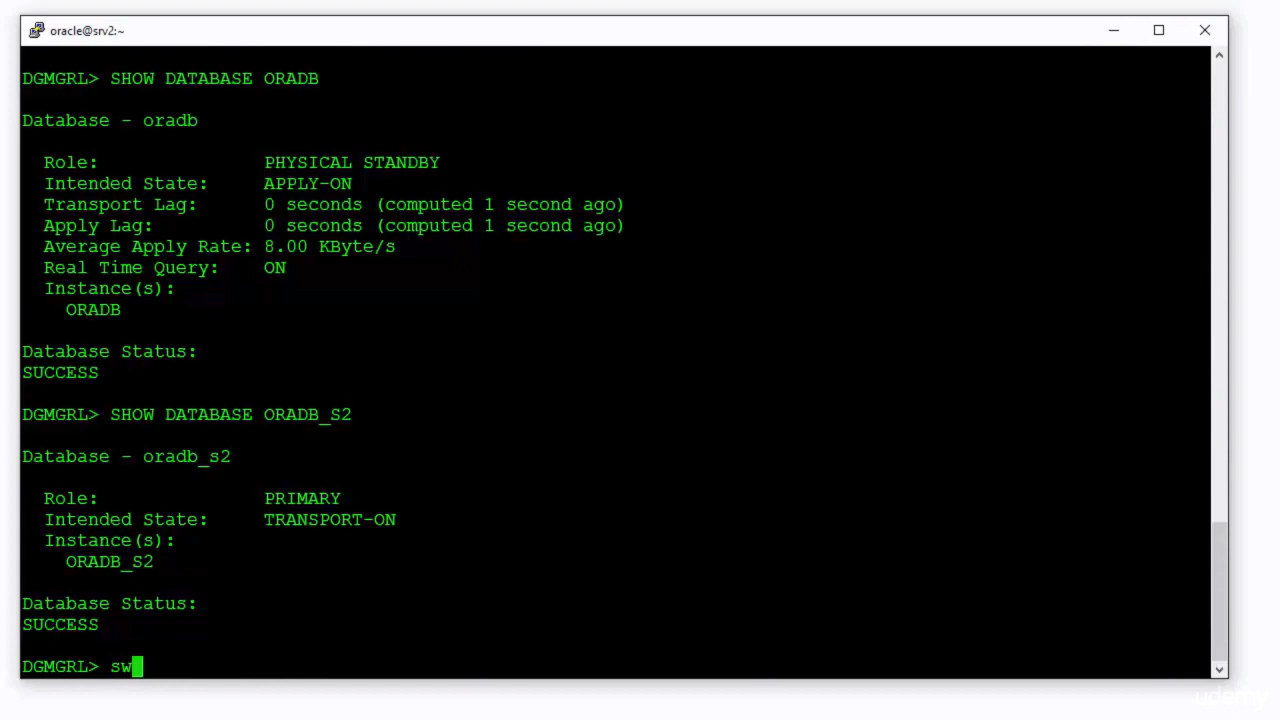 oracle@srv2:~
DGMGRL> SHOW DATABASE ORADB
Database - oradb
Role: PHYSICAL STANDBY
Intended State: APPLY-ON
Transport Lag: 0 seconds (computed 1 second ago)
Apply Lag: 0 seconds (computed 1 second ago)
Average Apply Rate: 8.00 KByte/s
Real Time Query: ON
Instance(s):
ORADB
Database Status:
SUCCESS
DGMGRL> SHOW DATABASE ORADB_S2
Database - oradb_s2
Role: PRIMARY
Intended State: TRANSPORT-ON
Instance(s):
ORADB_S2
Database Status:
SUCCESS
DGMGRL> sw
udemy